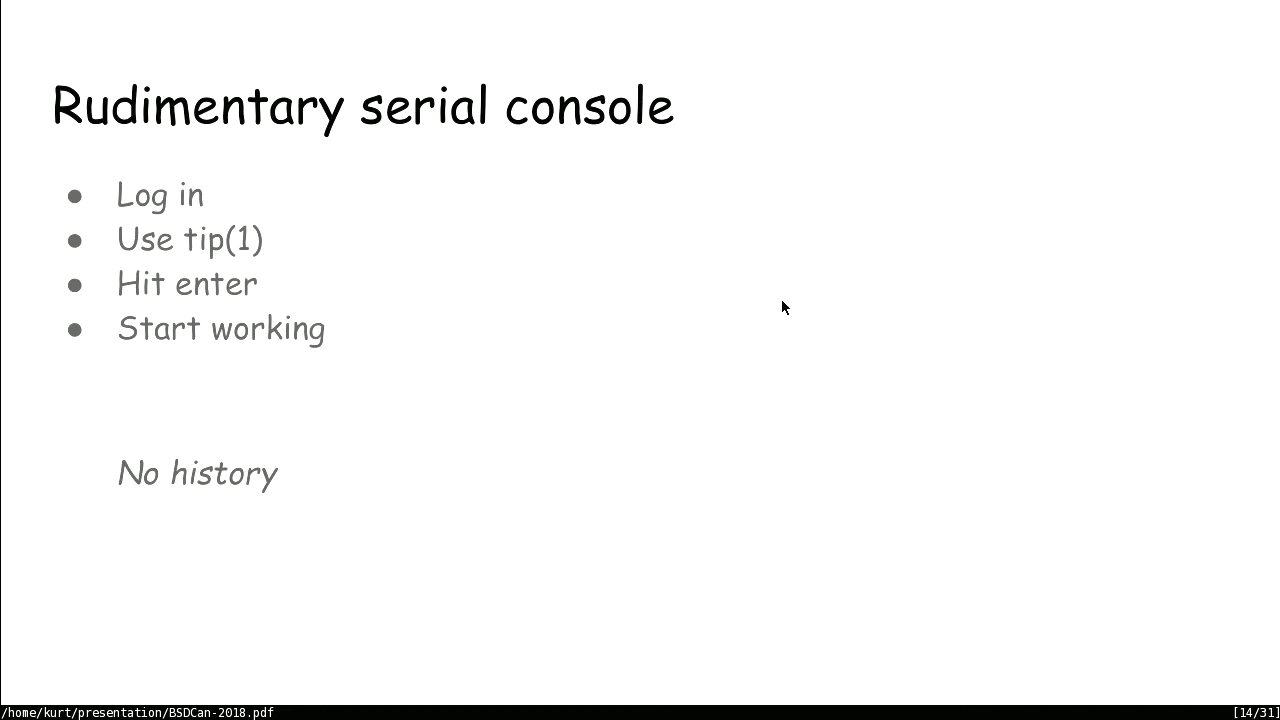 Rudimentary serial console
● Log in
● Use tip(1)
● Hit enter
● Start working
No history
/home/kurt/presentation/BSDCan-2018.pdf [14/31]